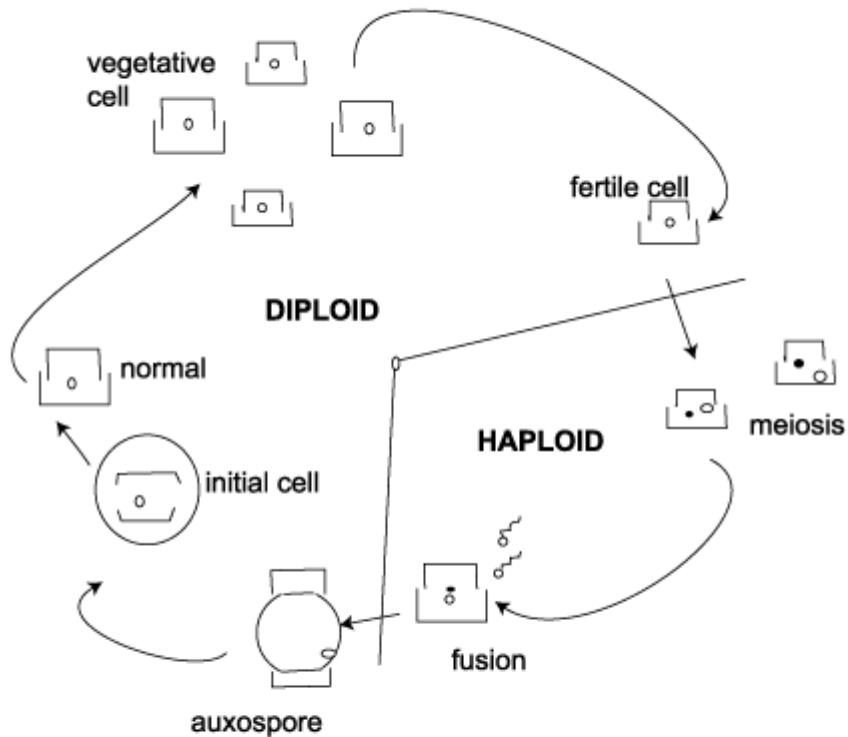 vegetative
cell
fertile cell
DIPLOID
normal
HAPLOID
meiosis
initial cell
fusion
auxospore